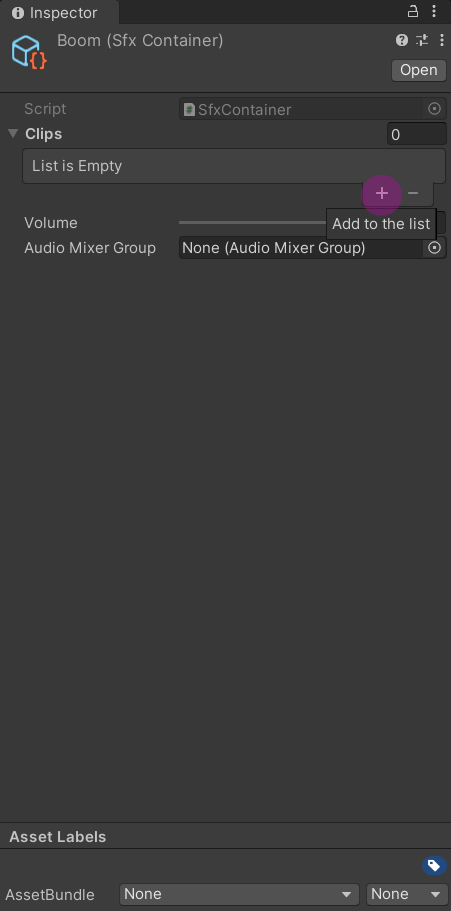 Inspector
Boom (Sfx Container)
Open
Script SfxContainer
Clips 0
List is Empty
Volume
Add to the list
Audio Mixer Group None (Audio Mixer Group)
Asset Labels
AssetBundle None None